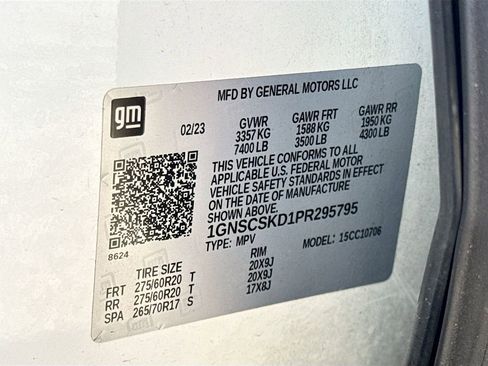 gm
MFD BY GENERAL MOTORS LLC
02/23
GVWR
3357 KG
7400 LB
GAWR FRT
1588 KG
3500 LB
GAWR RR
1950 KG
4300 LB
THIS VEHICLE CONFORMS TO ALL
APPLICABLE U.S. FEDERAL MOTOR
VEHICLE SAFETY STANDARDS IN EFFECT
ON THE DATE OF MANUFACTURE
SHOWN ABOVE.
1GNSCSKD1PR295795
TYPE: MPV
MODEL: 15CC10706
8624
TIRE SIZE
RIM
FRT 275/60R20 T 20X9J
RR 275/60R20 T 20X9J
SPA 265/70R17 S 17X8J